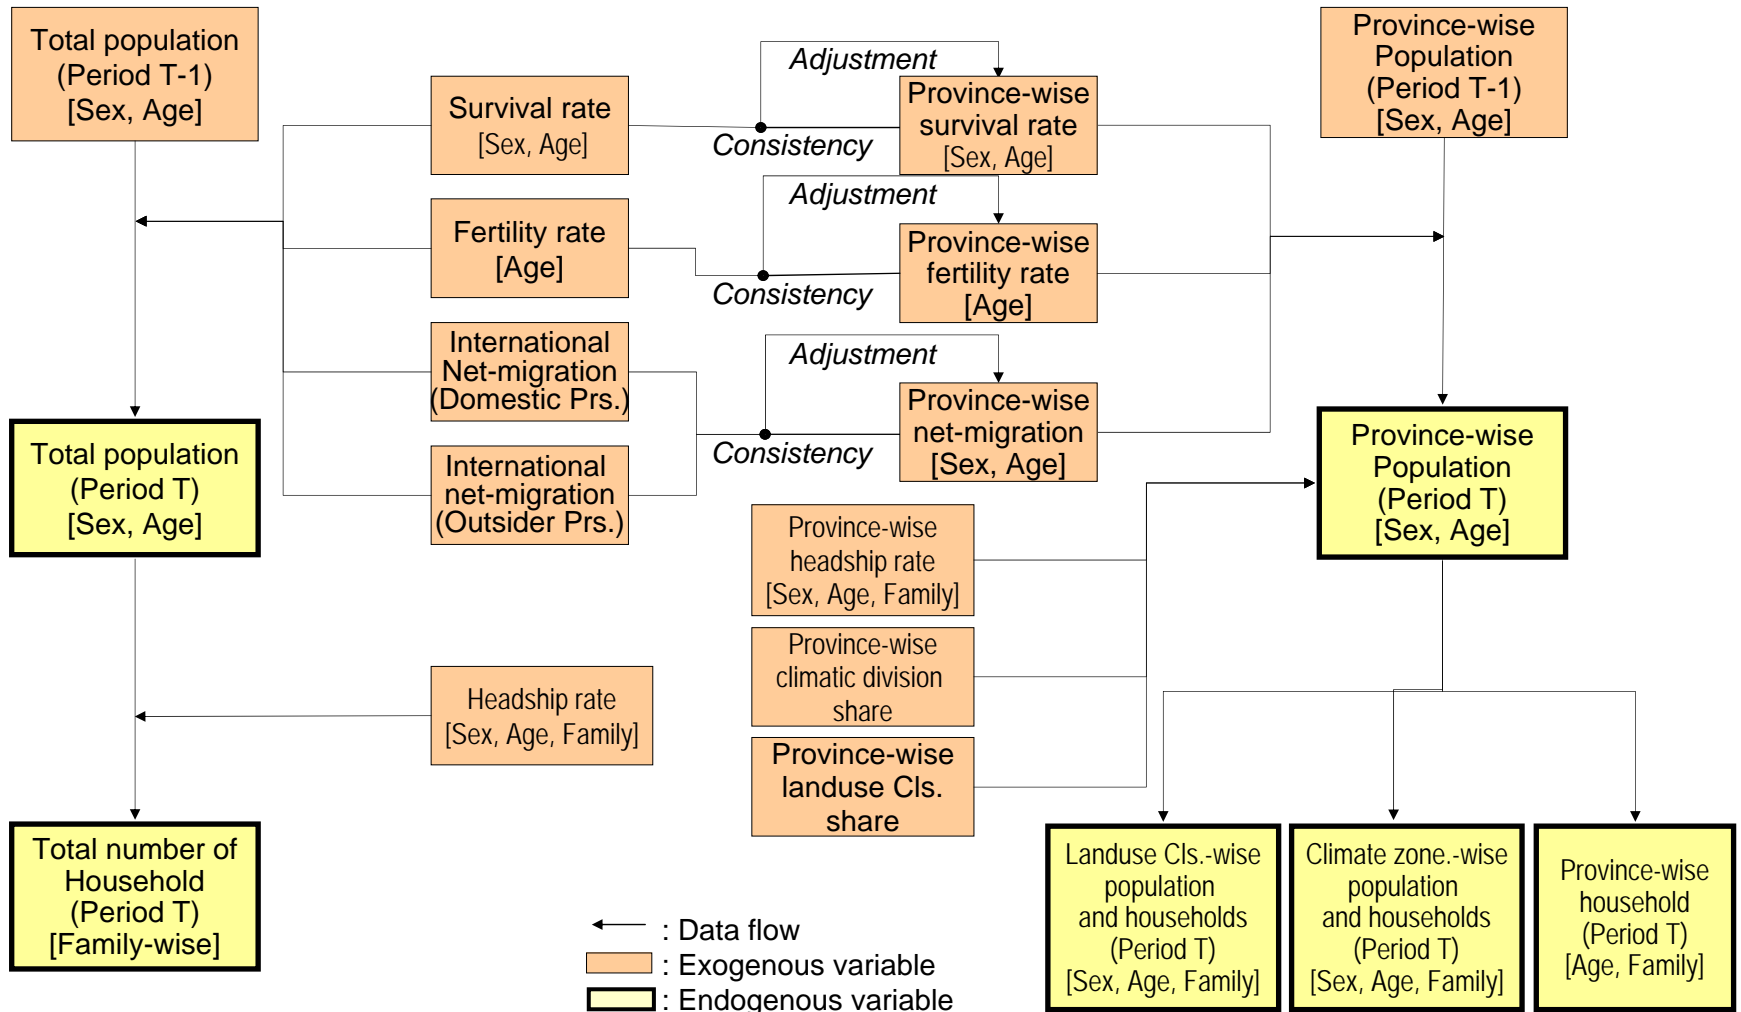 Total population
(Period T-1)
[Sex, Age]
Survival rate
[Sex, Age]
Adjustment
Consistency
Province-wise
survival rate
[Sex, Age]
Province-wise
Population
(Period T-1)
[Sex, Age]
Fertility rate
[Age]
Adjustment
Consistency
Province-wise
fertility rate
[Age]
International
Net-migration
(Domestic Prs.)
Adjustment
Consistency
Province-wise
net-migration
[Sex, Age]
Total population
(Period T)
[Sex, Age]
International
net-migration
(Outsider Prs.)
Province-wise
Population
(Period T)
[Sex, Age]
Province-wise
headship rate
[Sex, Age, Family]
Province-wise
climatic division
share
Headship rate
[Sex, Age, Family]
Province-wise
landuse Cls.
share
Total number of
Household
(Period T)
[Family-wise]
Landuse Cls.-wise
population
and households
(Period T)
[Sex, Age, Family]
Climate zone.-wise
population
and households
(Period T)
[Sex, Age, Family]
Province-wise
household
(Period T)
[Age, Family]
: Data flow
: Exogenous variable
: Endogenous variable